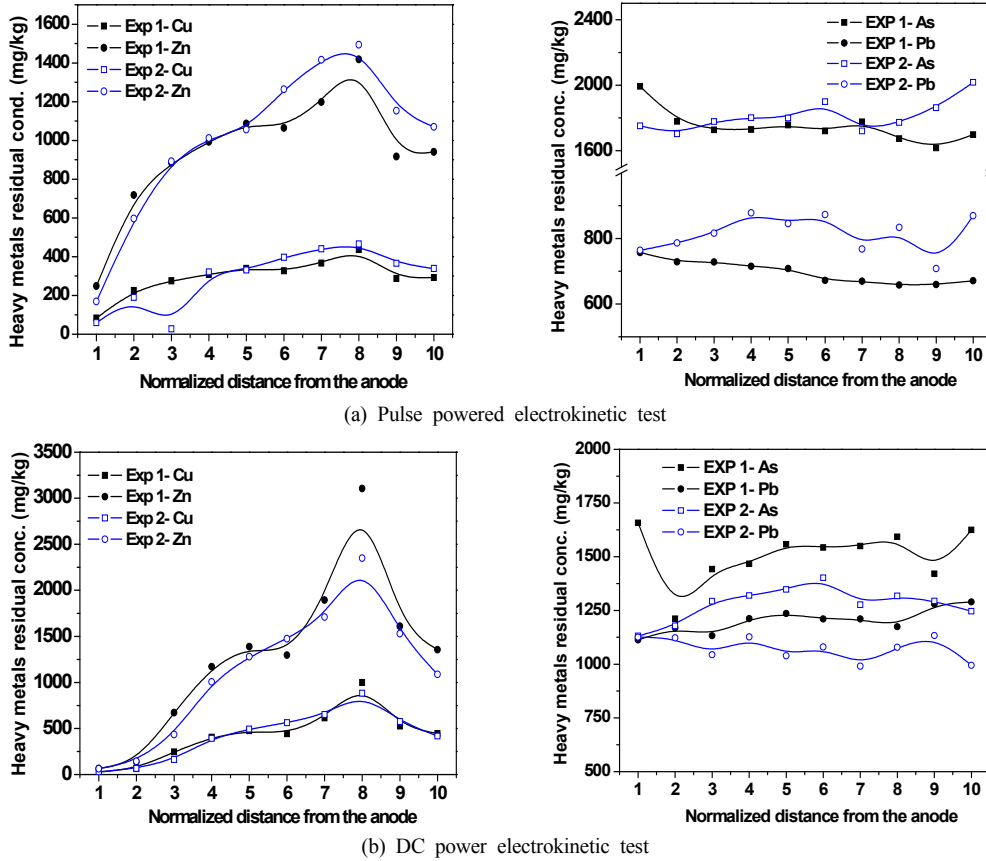 Heavy metals residual cond. (mg/kg)
1600
1400
1200
1000
800
600
400
200
0
Exp 1- Cu
Exp 1- Zn
Exp 2- Cu
Exp 2- Zn
1 2 3 4 5 6 7 8 9 10
Normalized distance from the anode
Heavy metals residual conc. (mg/kg)
2400
2000
1600
800
600
EXP 1- As
EXP 1- Pb
EXP 2- As
EXP 2- Pb
1 2 3 4 5 6 7 8 9 10
Normalized distance from the anode
(a) Pulse powered electrokinetic test
Heavy metals residual conc. (mg/kg)
3500
3000
2500
2000
1500
1000
500
0
Exp 1- Cu
Exp 1- Zn
Exp 2- Cu
Exp 2- Zn
1 2 3 4 5 6 7 8 9 10
Normalized distance from the anode
Heavy metals residual conc. (mg/kg)
2000
1750
1500
1250
1000
750
500
EXP 1- As
EXP 1- Pb
EXP 2- As
EXP 2- Pb
1 2 3 4 5 6 7 8 9 10
Normalized distance from the anode
(b) DC power electrokinetic test